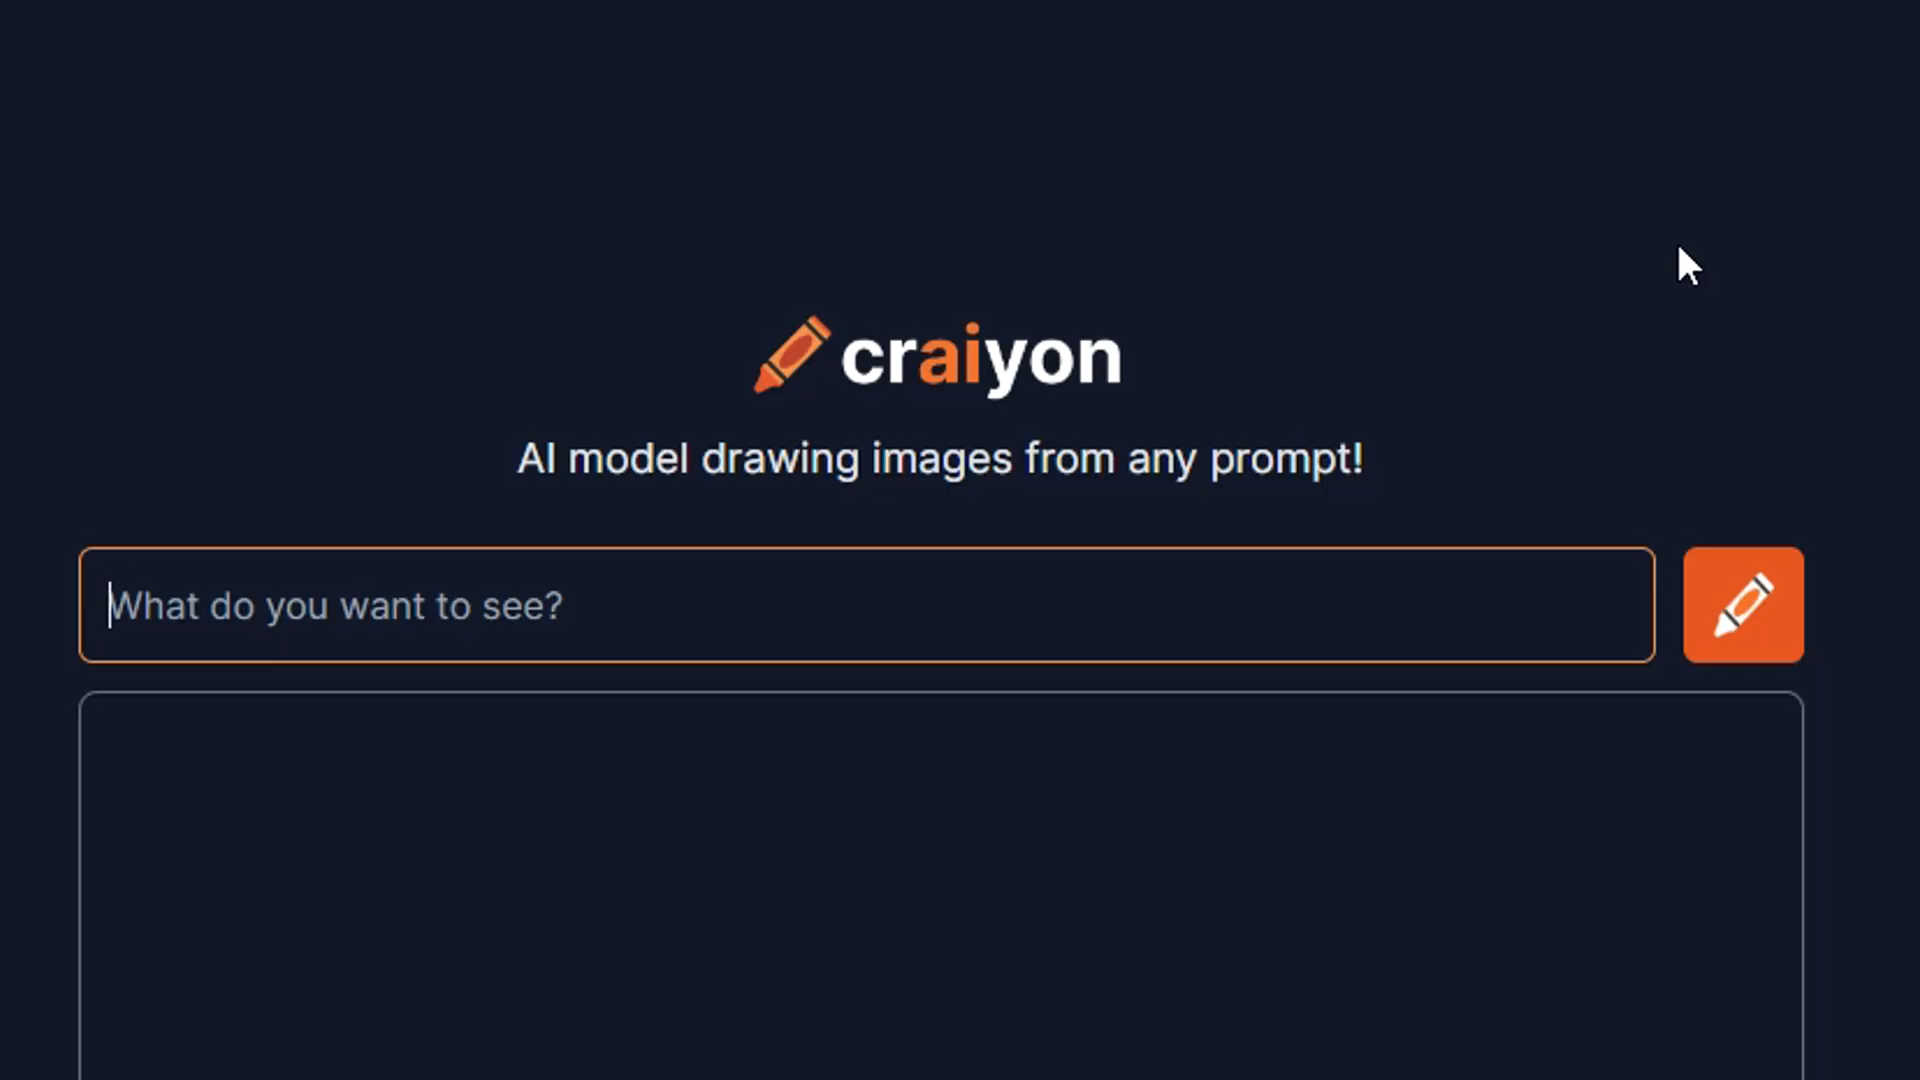 craiyon
AI model drawing images from any prompt!
What do you want to see?